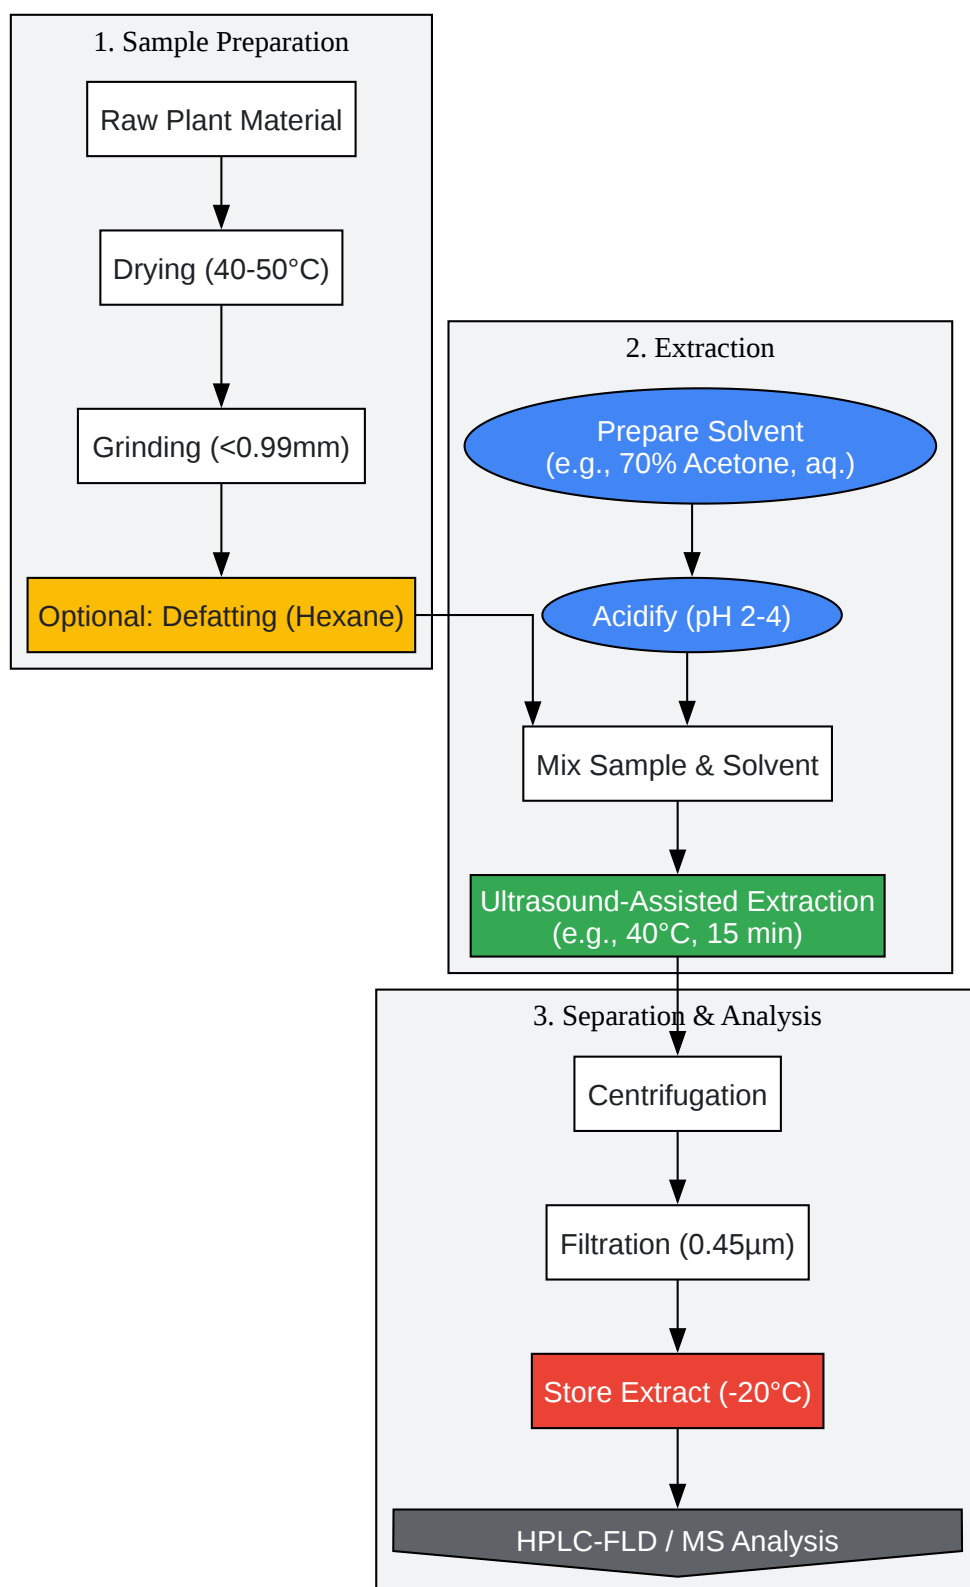 1. Sample Preparation
Raw Plant Material
Drying (40-50°C)
Grinding (<0.99mm)
Optional: Defatting (Hexane)
2. Extraction
Prepare Solvent
(e.g., 70% Acetone, aq.)
Acidify (pH 2-4)
Mix Sample & Solvent
Ultrasound-Assisted Extraction
(e.g., 40°C, 15 min)
3. Separation & Analysis
Centrifugation
Filtration (0.45µm)
Store Extract (-20°C)
HPLC-FLD / MS Analysis